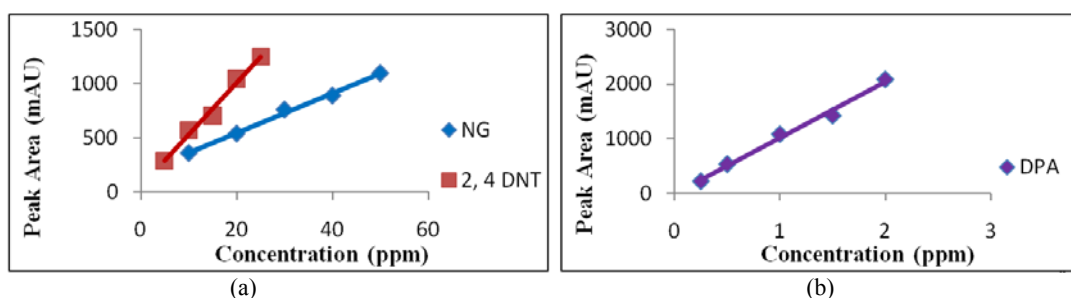 1500
1000
500
0
0 20 40 60
Peak Area (mAU)
Concentration (ppm)
NG
2, 4 DNT
(a)
3000
2000
1000
0
0 1 2 3
Peak Area (mAU)
Concentration (ppm)
DPA
(b)